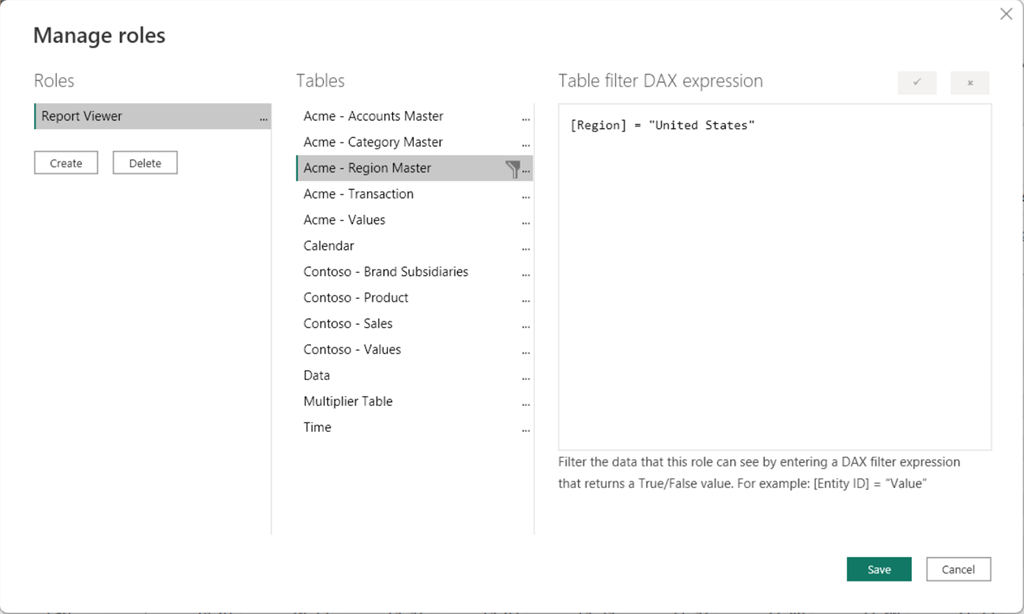 Manage roles
Roles
Report Viewer
...
Create
Delete
Tables
Acme - Accounts Master
...
Acme - Category Master
...
Acme - Region Master
...
Acme - Transaction
...
Acme - Values
...
Calendar
...
Contoso - Brand Subsidiaries
...
Contoso - Product
...
Contoso - Sales
...
Contoso - Values
...
Data
...
Multiplier Table
...
Time
...
Table filter DAX expression
[Region] = "United States"
Filter the data that this role can see by entering a DAX filter expression
that returns a True/False value. For example: [Entity ID] = “Value”
Save
Cancel